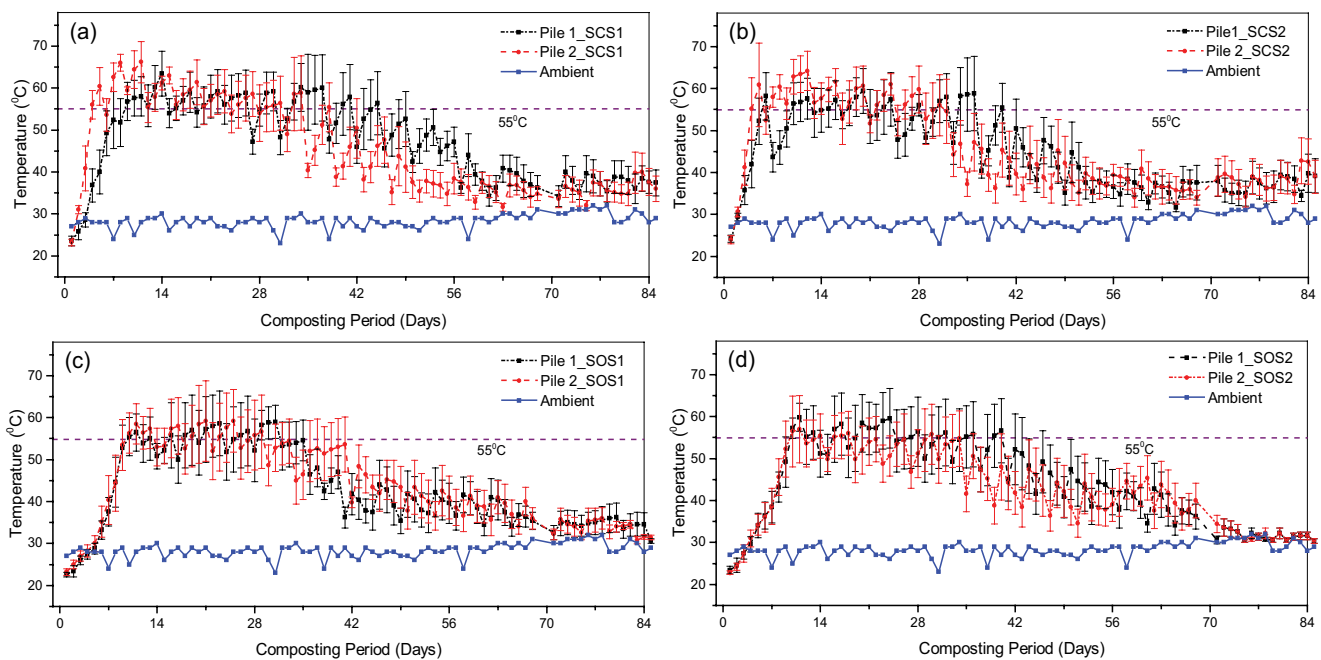 (a)
Pile 1_SCS1
Pile 2_SCS1
Ambient
55⁰C
Temperature (⁰C)
70
60
50
40
30
20
0 14 28 42 56 70 84
Composting Period (Days)
(b)
Pile1_SCS2
Pile 2_SCS2
Ambient
55⁰C
Temperature (⁰C)
70
60
50
40
30
20
0 14 28 42 56 70 84
Composting Period (Days)
(c)
Pile 1_SOS1
Pile 2_SOS1
Ambient
55⁰C
Temperature (⁰C)
70
60
50
40
30
20
0 14 28 42 56 70 84
Composting Period (Days)
(d)
Pile 1_SOS2
Pile 2_SOS2
Ambient
55⁰C
Temperature (⁰C)
70
60
50
40
30
20
0 14 28 42 56 70 84
Composting Period (Days)